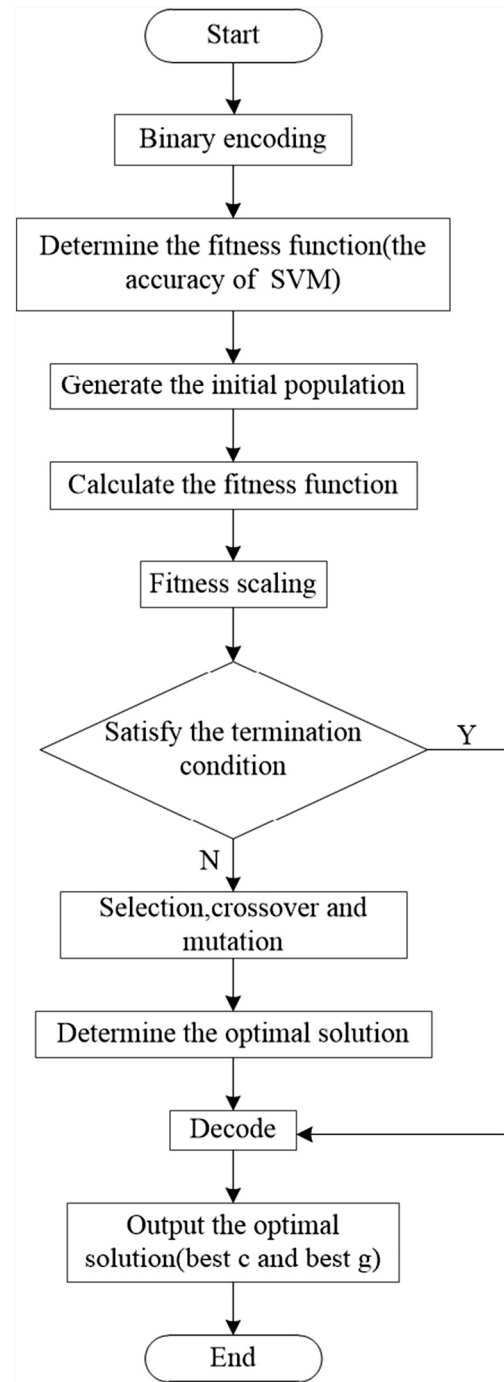 Start
Binary encoding
Determine the fitness function(the
accuracy of SVM)
Generate the initial population
Calculate the fitness function
Fitness scaling
Satisfy the termination
condition
Y
N
Selection,crossover and
mutation
Determine the optimal solution
Decode
Output the optimal
solution(best c and best g)
End